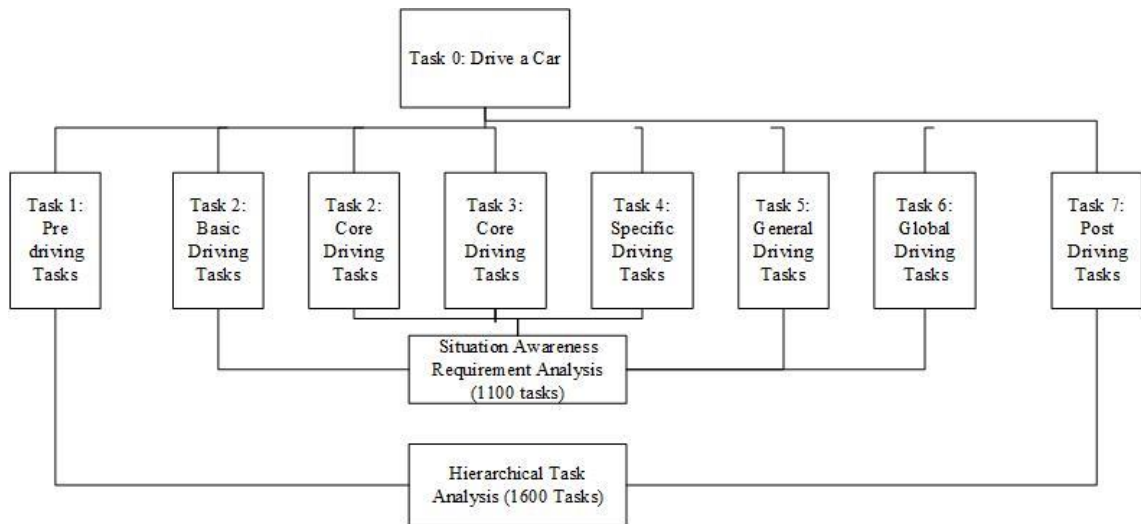 Task 0: Drive a Car
Task 1:
Pre
driving
Tasks
Task 2:
Basic
Driving
Tasks
Task 2:
Core
Driving
Tasks
Task 3:
Core
Driving
Tasks
Task 4:
Specific
Driving
Tasks
Task 5:
General
Driving
Tasks
Task 6:
Global
Driving
Tasks
Task 7:
Post
Driving
Tasks
Situation Awareness
Requirement Analysis
(1100 tasks)
Hierarchical Task
Analysis (1600 Tasks)